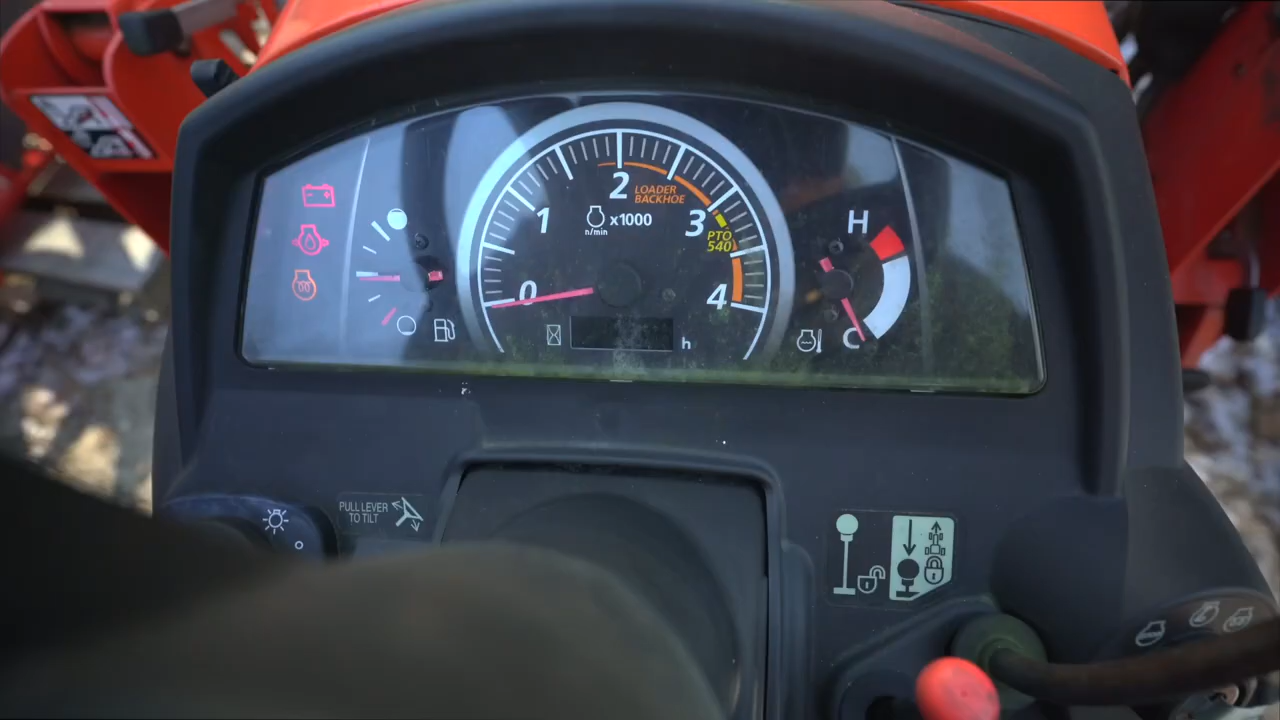 0
1
2
3
4
LOADER
BACKHOE
x1000
n/min
PTO
540
h
H
C
PULL LEVER
TO TILT